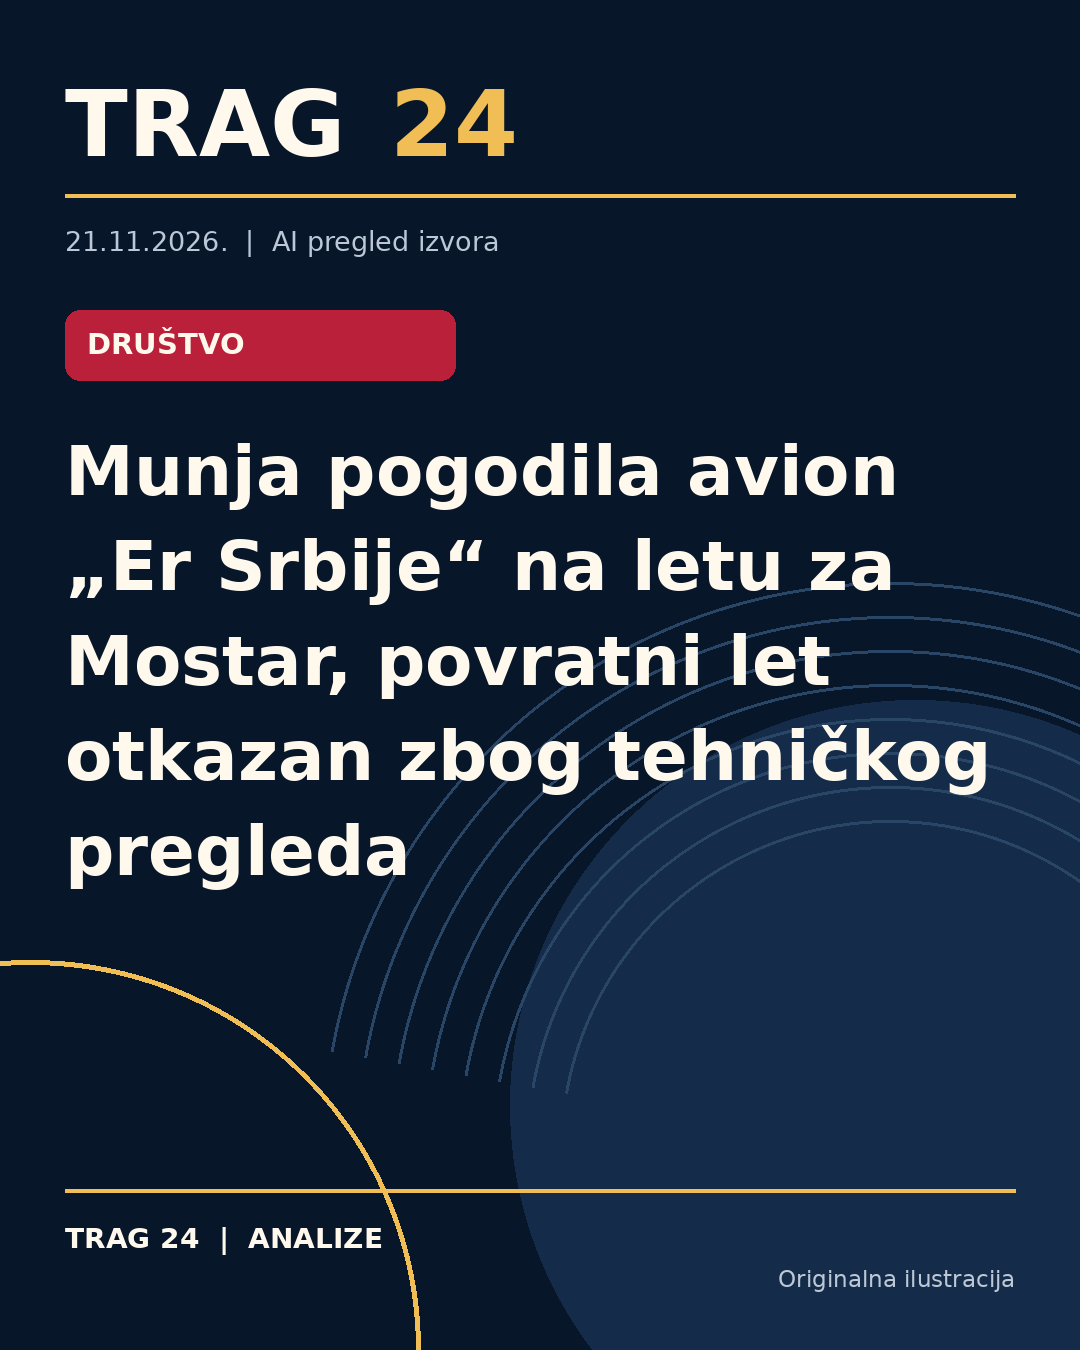 TRAG 24
21.11.2026. | AI pregled izvora
DRUŠTVO
Munja pogodila avion
„Er Srbije“ na letu za
Mostar, povratni let
otkazan zbog tehničkog
pregleda
TRAG 24 | ANALIZE
Originalna ilustracija